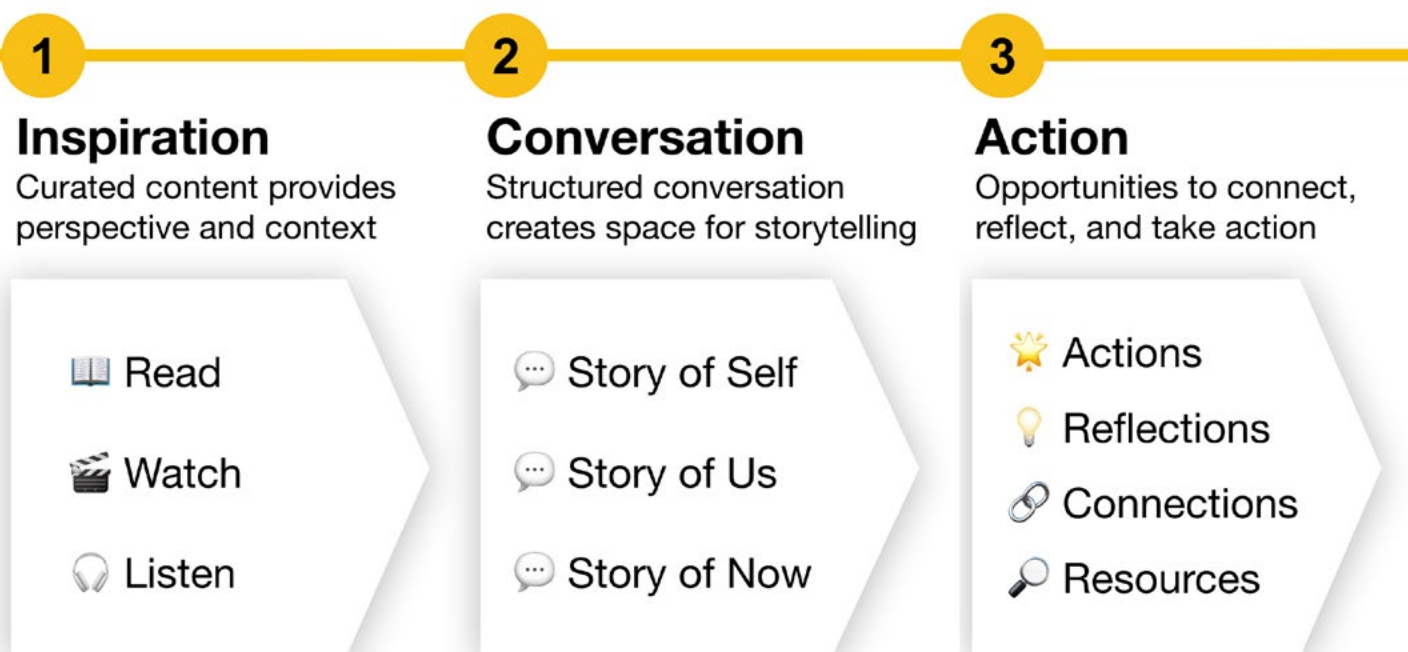 1
Inspiration
Curated content provides
perspective and context
Read
Watch
Listen
2
Conversation
Structured conversation
creates space for storytelling
Story of Self
Story of Us
Story of Now
3
Action
Opportunities to connect,
reflect, and take action
Actions
Reflections
Connections
Resources